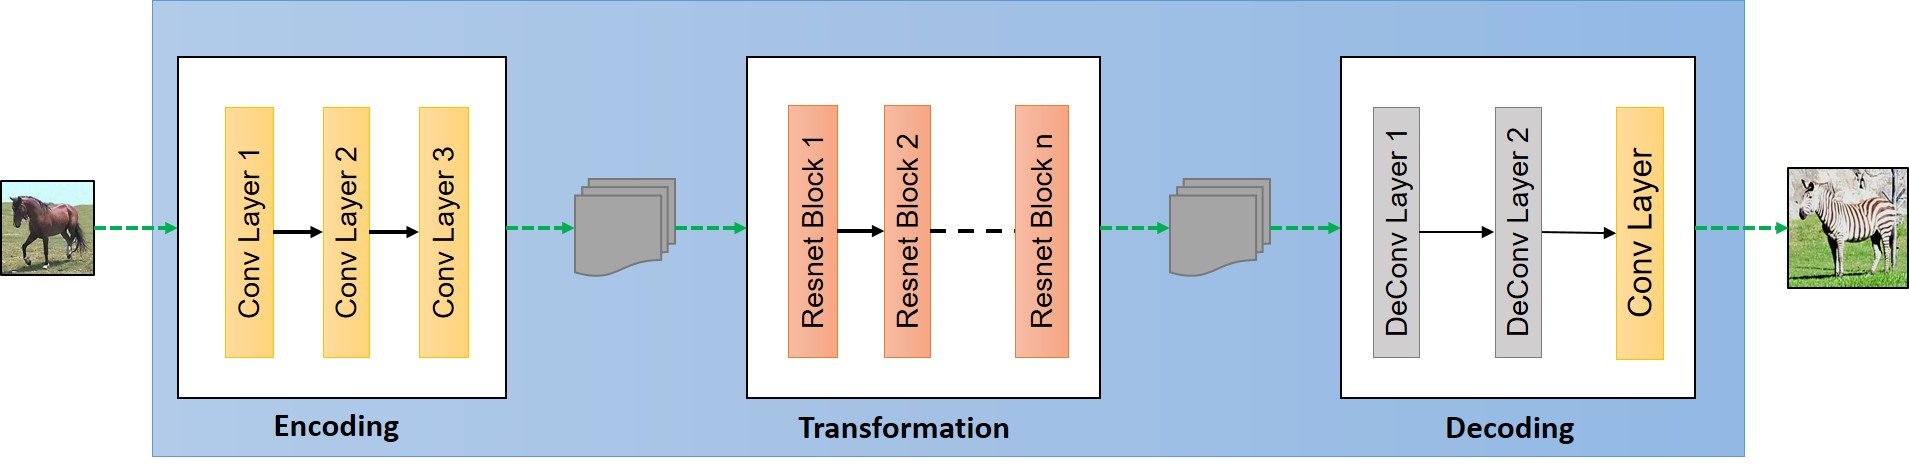 Conv Layer 1
Conv Layer 2
Conv Layer 3
Encoding
Resnet Block 1
Resnet Block 2
Resnet Block n
Transformation
DeConv Layer 1
DeConv Layer 2
Conv Layer
Decoding